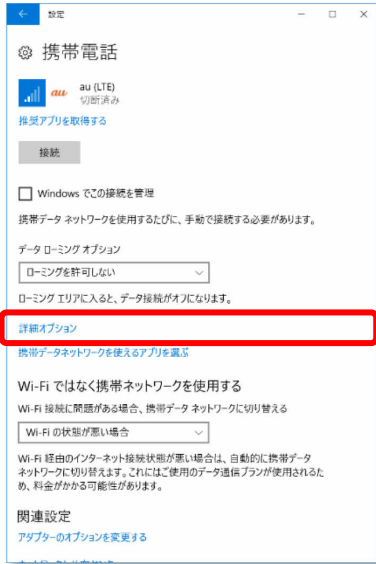 設定
携帯電話
au
au (LTE)
切断済み
推奨アプリを取得する
接続
Windows でこの接続を管理
携帯データ ネットワークを使用するたびに、手動で接続する必要があります。
データ ローミング オプション
ローミングを許可しない
ローミング エリアに入ると、データ接続がオフになります。
詳細オプション
携帯データネットワークを使えるアプリを選ぶ
Wi-Fi ではなく携帯ネットワークを使用する
Wi-Fi 接続に問題がある場合、携帯データ ネットワークに切り替える
Wi-Fi の状態が悪い場合
Wi-Fi 経由のインターネット接続状態が悪い場合は、自動的に携帯データ
ネットワークに切り替えます。これにはご使用のデータ通信プランが使用されるた
め、料金がかかる可能性があります。
関連設定
アダプターのオプションを変更する